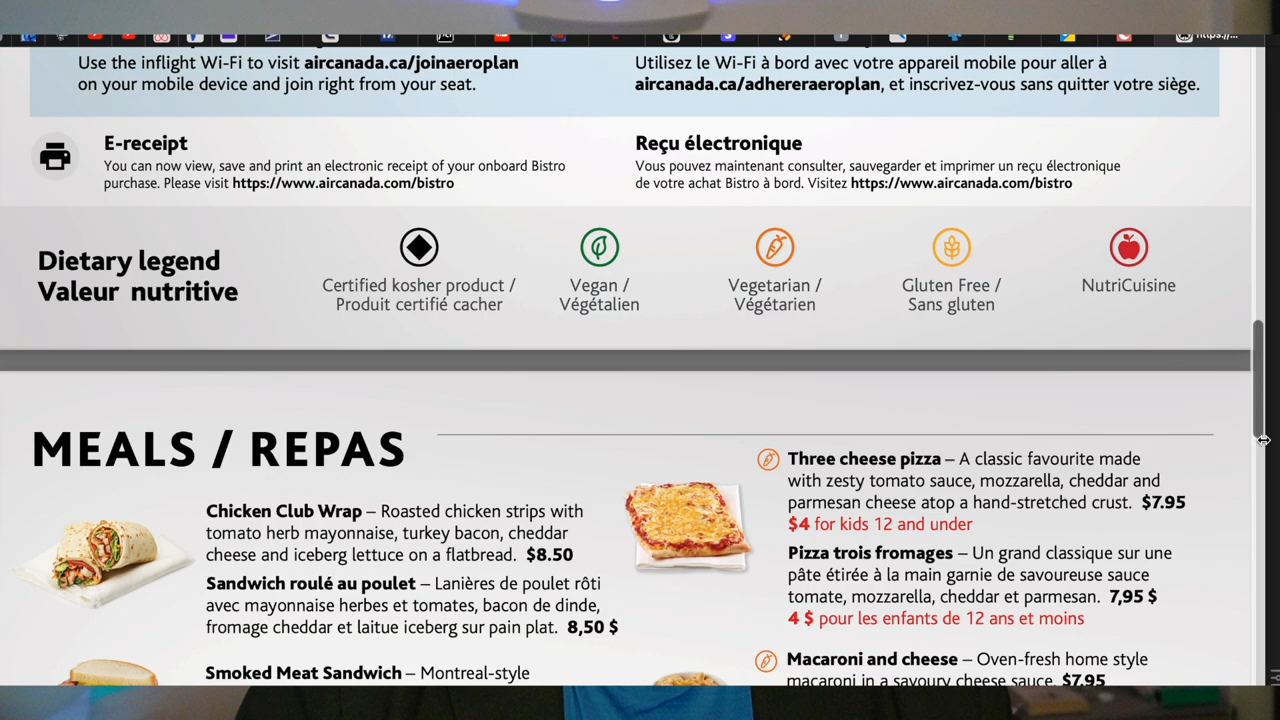 https://...
Use the inflight Wi-Fi to visit aircanada.ca/joinaeroplan
on your mobile device and join right from your seat.
Utilisez le Wi-Fi à bord avec votre appareil mobile pour aller à
aircanada.ca/adhereraeroplan, et inscrivez-vous sans quitter votre siège.
E-receipt
You can now view, save and print an electronic receipt of your onboard Bistro
purchase. Please visit https://www.aircanada.com/bistro
Reçu électronique
Vous pouvez maintenant consulter, sauvegarder et imprimer un reçu électronique
de votre achat Bistro à bord. Visitez https://www.aircanada.com/bistro
Dietary legend
Valeur nutritive
Certified kosher product /
Produit certifié cacher
Vegan /
Végétalien
Vegetarian /
Végétarien
Gluten Free /
Sans gluten
NutriCuisine
MEALS / REPAS
Chicken Club Wrap – Roasted chicken strips with
tomato herb mayonnaise, turkey bacon, cheddar
cheese and iceberg lettuce on a flatbread. $8.50
Sandwich roulé au poulet – Lanières de poulet rôti
avec mayonnaise herbes et tomates, bacon de dinde,
fromage cheddar et laitue iceberg sur pain plat. 8,50 $
Smoked Meat Sandwich – Montreal-style
Three cheese pizza – A classic favourite made
with zesty tomato sauce, mozzarella, cheddar and
parmesan cheese atop a hand-stretched crust. $7.95
$4 for kids 12 and under
Pizza trois fromages – Un grand classique sur une
pâte étirée à la main garnie de savoureuse sauce
tomate, mozzarella, cheddar et parmesan. 7,95 $
4 $ pour les enfants de 12 ans et moins
Macaroni and cheese – Oven-fresh home style
macaroni in a savoury cheese sauce. $7.95